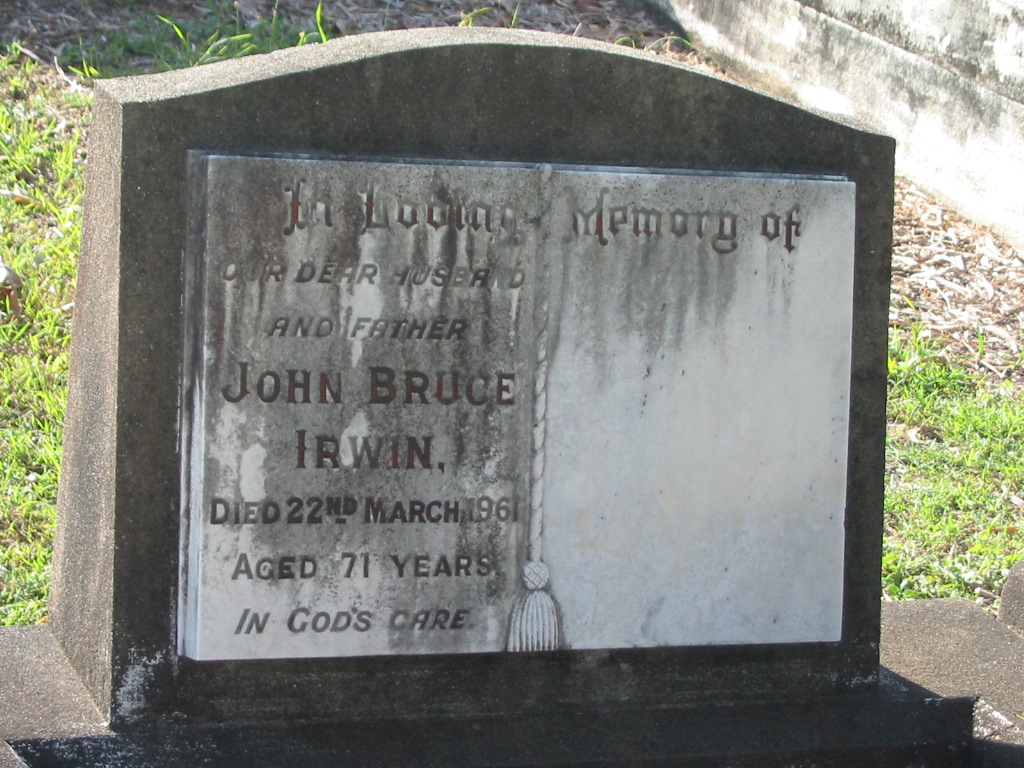 In Loving Memory of
OUR DEAR HUSBAND
AND FATHER
JOHN BRUCE
IRWIN,
DIED 22ND MARCH, 1961
AGED 71 YEARS.
IN GOD'S CARE.